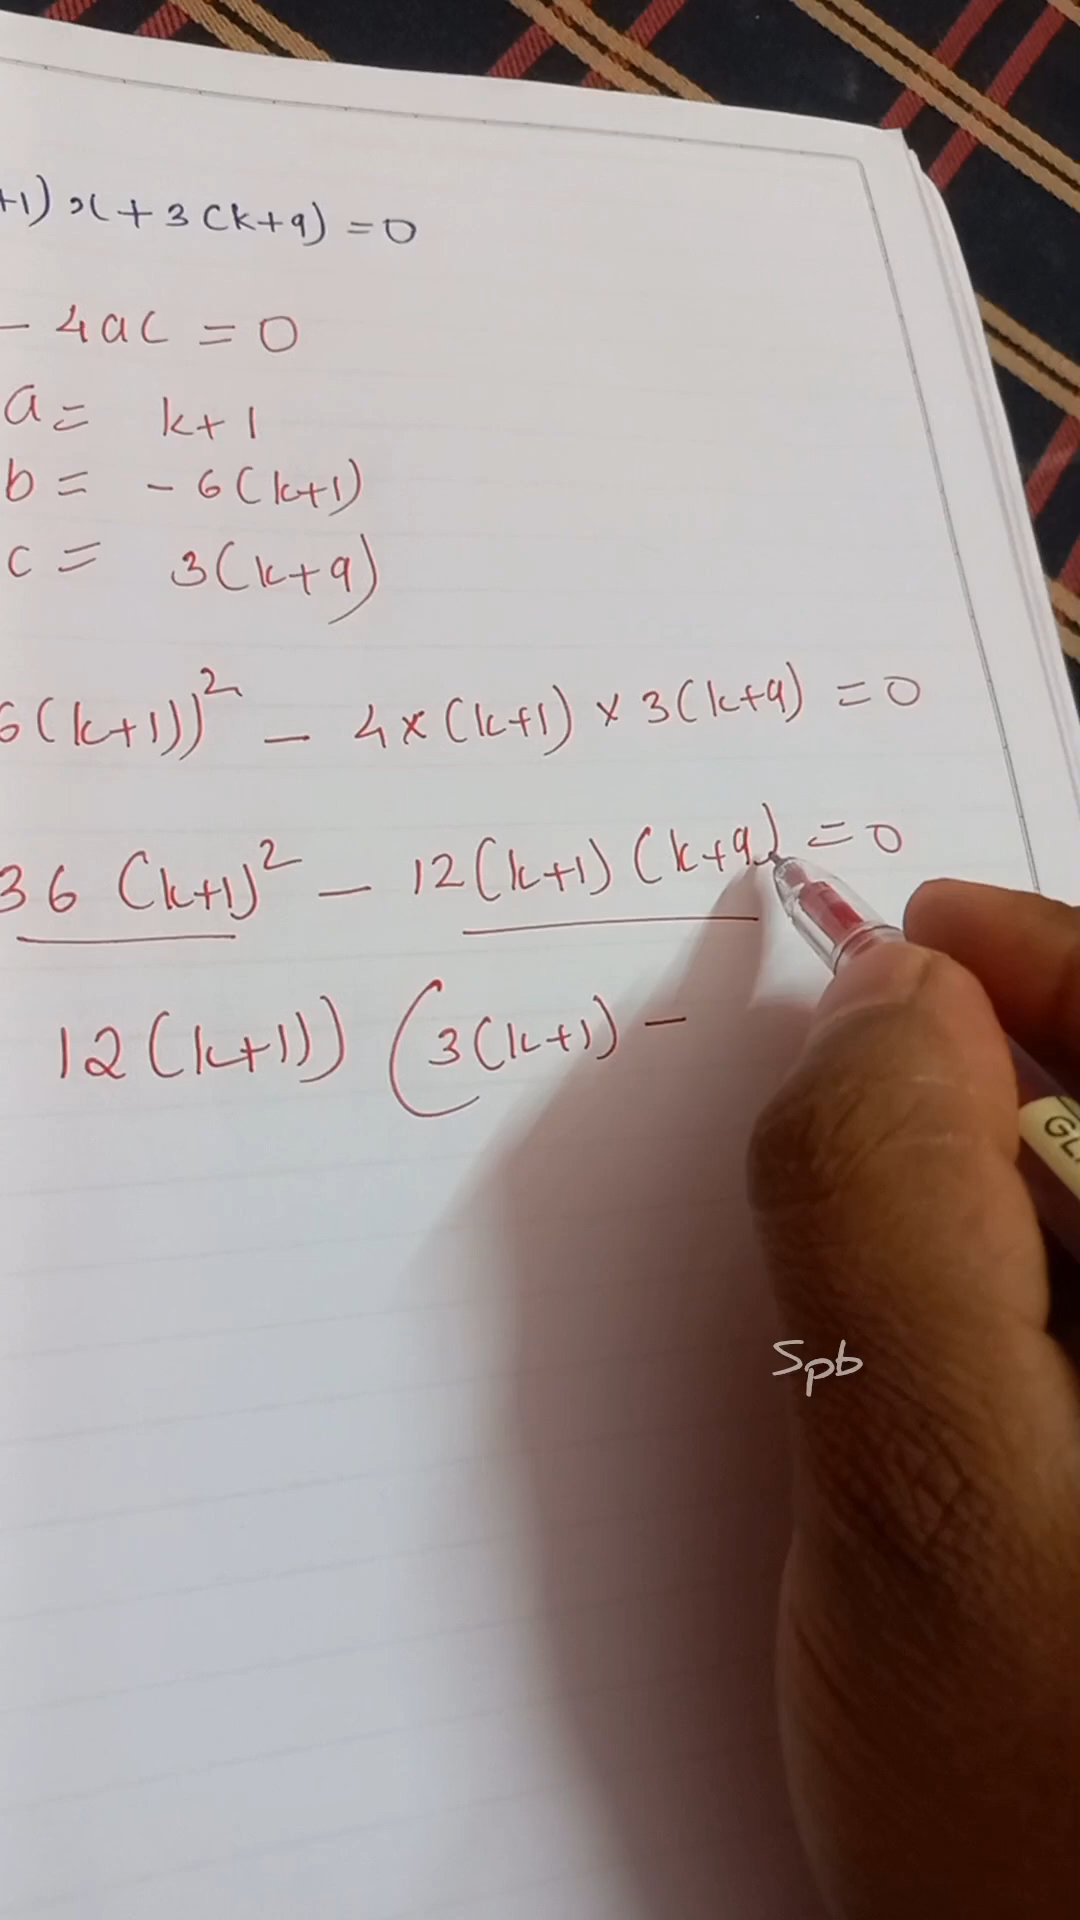 +1) x + 3(k+9) = 0
- 4ac = 0
a = k+1
b = -6(k+1)
c = 3(k+9)
6(k+1))² - 4×(k+1) × 3(k+9) = 0
36 (k+1)² - 12(k+1) (k+9) = 0
12(k+1)) (3(k+1) -
GL
Spb